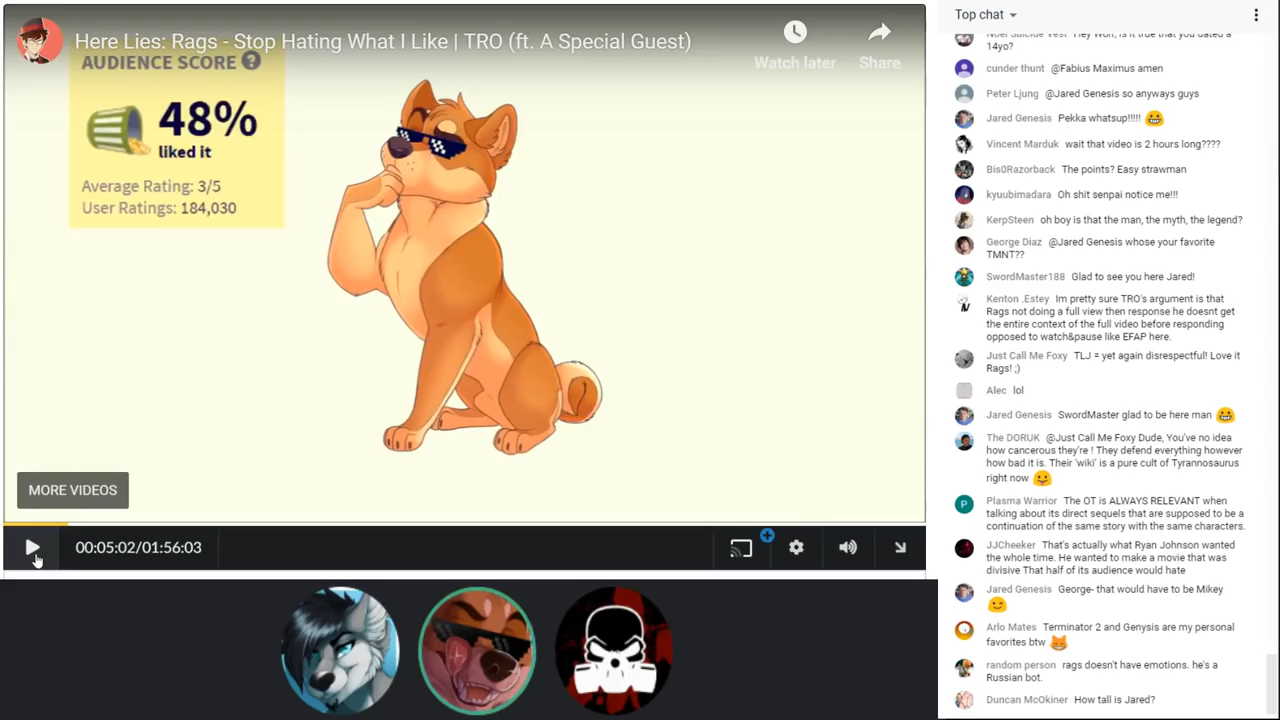 Here Lies: Rags - Stop Hating What I Like | TRO (ft. A Special Guest)
Watch later
Share
AUDIENCE SCORE ?
48%
liked it
Average Rating: 3/5
User Ratings: 184,030
MORE VIDEOS
00:05:02/01:56:03
Top chat
14yo?
cunder thunt @Fabius Maximus amen
Peter Ljung @Jared Genesis so anyways guys
Jared Genesis Pekka whatsup!!!!! 😀
Vincent Marduk wait that video is 2 hours long????
Bis0Razorback The points? Easy strawman
kyuubimadara Oh shit senpai notice me!!!
KerpSteen oh boy is that the man, the myth, the legend?
George Diaz @Jared Genesis whose your favorite
TMNT??
SwordMaster188 Glad to see you here Jared!
Kenton .Estey Im pretty sure TRO's argument is that
Rags not doing a full view then response he doesnt get
the entire context of the full video before responding
opposed to watch&pause like EFAP here.
Just Call Me Foxy TLJ = yet again disrespectful! Love it
Rags! ;)
Alec lol
Jared Genesis SwordMaster glad to be here man 😀
The DORUK @Just Call Me Foxy Dude, You've no idea
how cancerous they're ! They defend everything however
how bad it is. Their 'wiki' is a pure cult of Tyrannosaurus
right now 😛
P
Plasma Warrior The OT is ALWAYS RELEVANT when
talking about its direct sequels that are supposed to be a
continuation of the same story with the same characters.
JJCheeker That's actually what Ryan Johnson wanted
the whole time. He wanted to make a movie that was
divisive That half of its audience would hate
Jared Genesis George- that would have to be Mikey
😉
Arlo Mates Terminator 2 and Genysis are my personal
favorites btw 😸
random person rags doesn't have emotions. he's a
Russian bot.
Duncan McOkiner How tall is Jared?